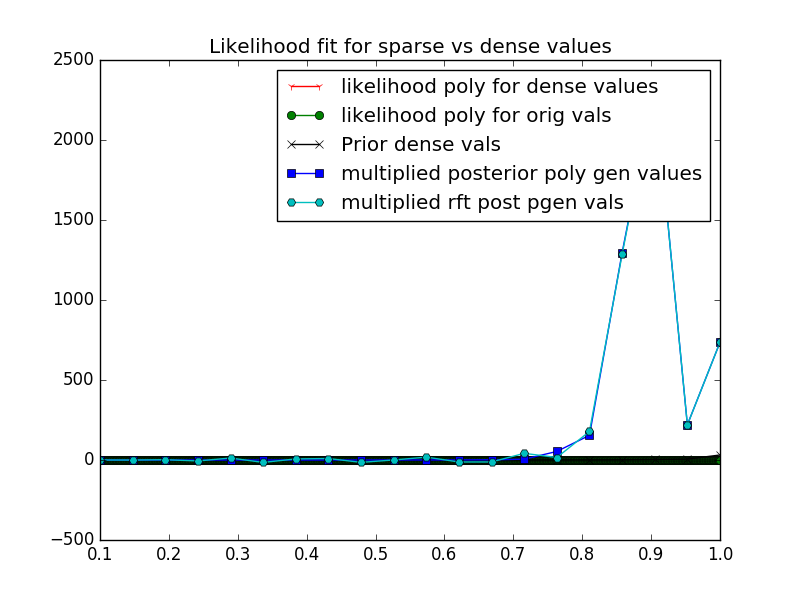 Likelihood fit for sparse vs dense values
2500
2000
1500
1000
500
0
−500
likelihood poly for dense values
likelihood poly for orig vals
Prior dense vals
multiplied posterior poly gen values
multiplied rft post pgen vals
0.1 0.2 0.3 0.4 0.5 0.6 0.7 0.8 0.9 1.0